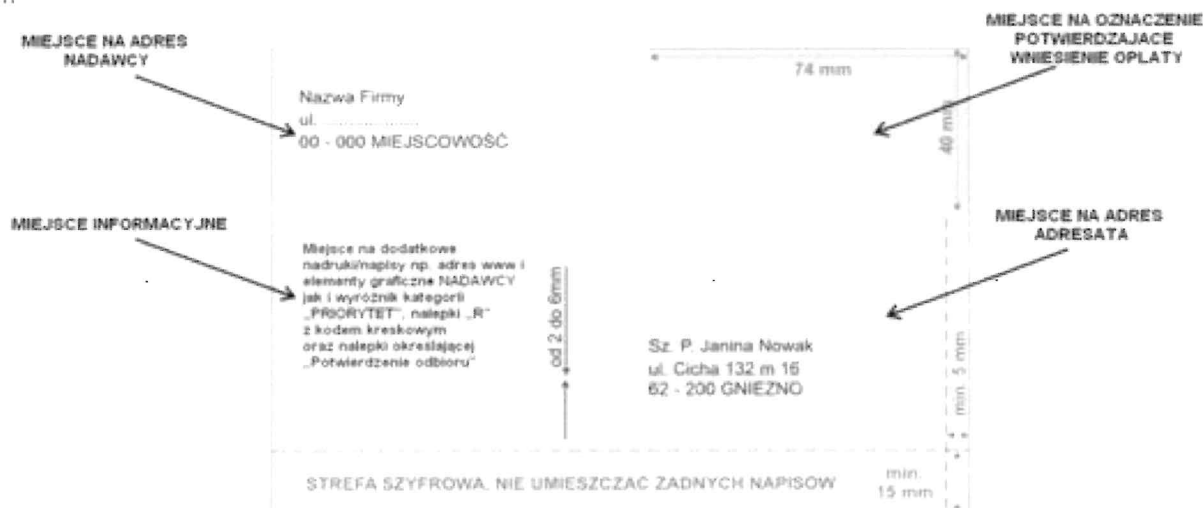 MIEJSCE NA ADRES
NADAWCY
MIEJSCE NA OZNACZENIE
POTWIERDZAJACE
WNIESIENIE OPLATY
74 mm
40 mm
Nazwa Firmy
ul. ....................
00 - 000 MIEJSCOWOŚĆ
MIEJSCE INFORMACYJNE
MIEJSCE NA ADRES
ADRESATA
Miejsce na dodatkowe
nadruki/napisy np. adres www i
elementy graficzne NADAWCY
jak i wyróżnik kategorii
„PRIORYTET", nalepki „R"
z kodem kreskowym
oraz nalepki określającej
„Potwierdzenie odbioru"
od 2 do 6mm
Sz. P. Janina Nowak
ul. Cicha 132 m 16
62 - 200 GNIEZNO
min. 5 mm
STREFA SZYFROWA. NIE UMIESZCZAĆ ŻADNYCH NAPISÓW
min.
15 mm